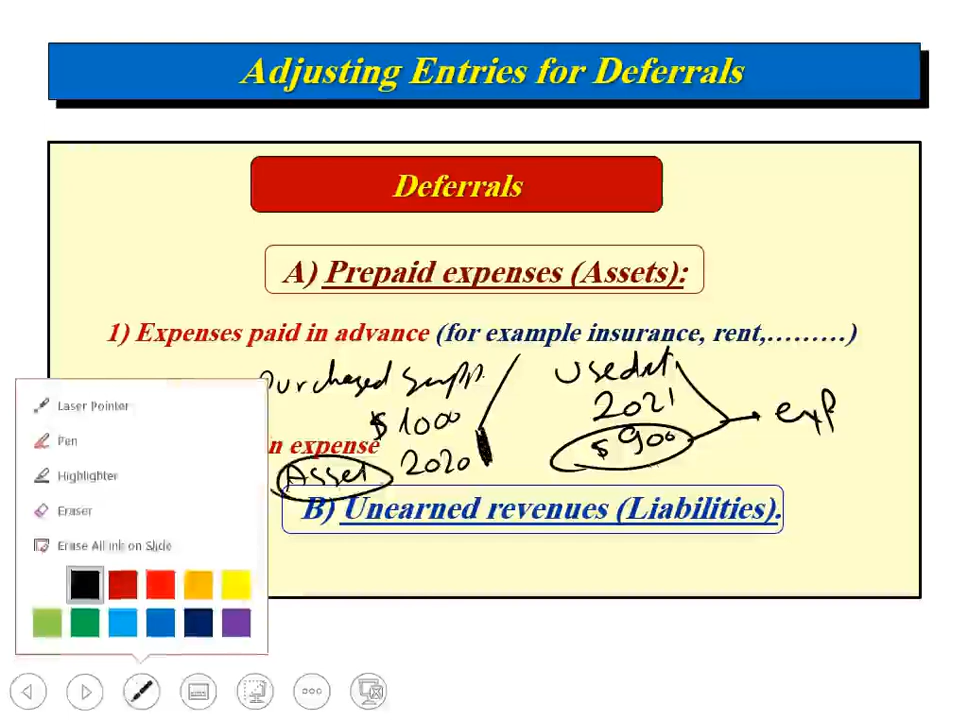 Adjusting Entries for Deferrals
Deferrals
A) Prepaid expenses (Assets):
1) Expenses paid in advance (for example insurance, rent,………)
Purchased Supp. Used at
$ 1000 2021 exp
in expense $ 900
Asset 2020
B) Unearned revenues (Liabilities).
Laser Pointer
Pen
Highlighter
Eraser
Erase All Ink on Slide